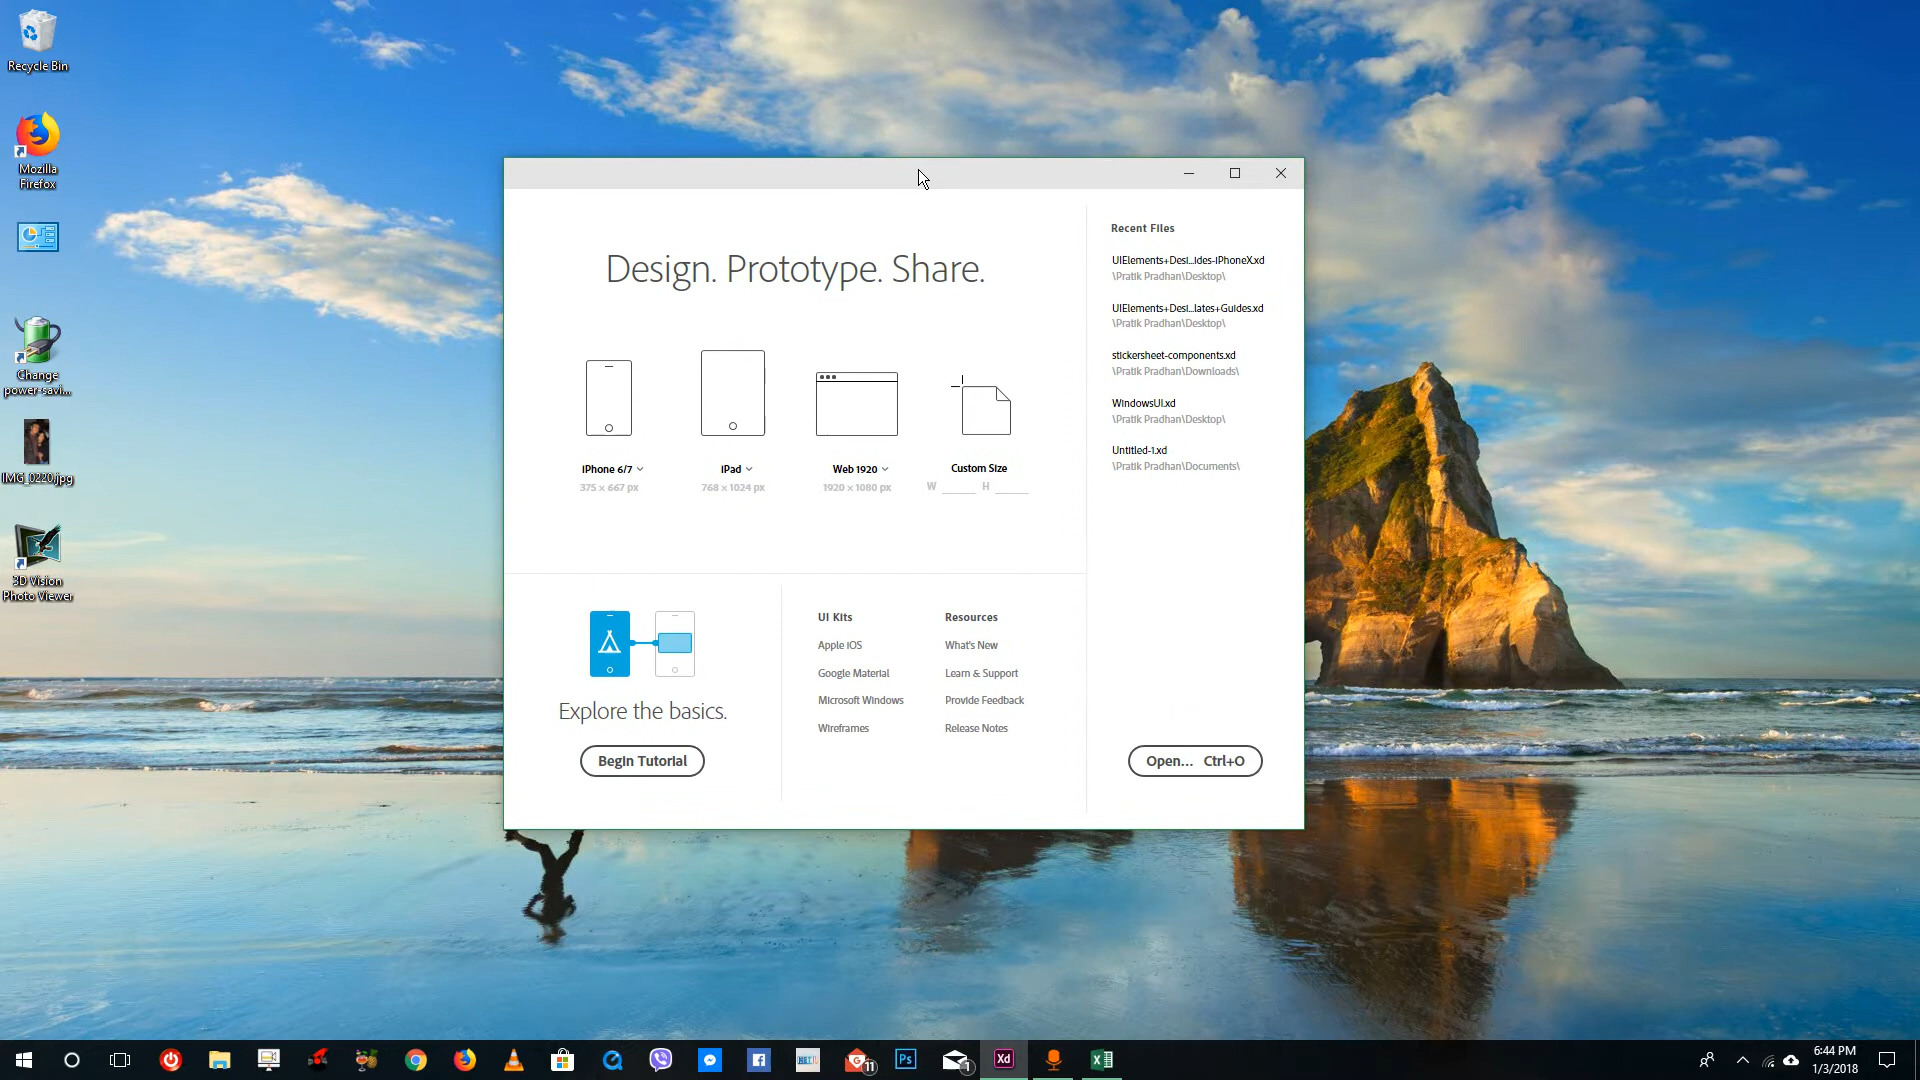 Recycle Bin
Mozilla
Firefox
Change
power-savi...
IMG_0220.jpg
3D Vision
Photo Viewer
Design. Prototype. Share.
iPhone 6/7
375 x 667 px
iPad
768 x 1024 px
Web 1920
1920 x 1080 px
Custom Size
W H
Explore the basics.
Begin Tutorial
UI Kits
Apple iOS
Google Material
Microsoft Windows
Wireframes
Resources
What's New
Learn & Support
Provide Feedback
Release Notes
Recent Files
UIElements+Desi...ides-iPhoneX.xd
\Pratik Pradhan\Desktop\
UIElements+Desi...lates+Guides.xd
\Pratik Pradhan\Desktop\
stickersheet-components.xd
\Pratik Pradhan\Downloads\
WindowsUI.xd
\Pratik Pradhan\Desktop\
Untitled-1.xd
\Pratik Pradhan\Documents\
Open... Ctrl+O
11
Ps
1
Xd
6:44 PM
1/3/2018